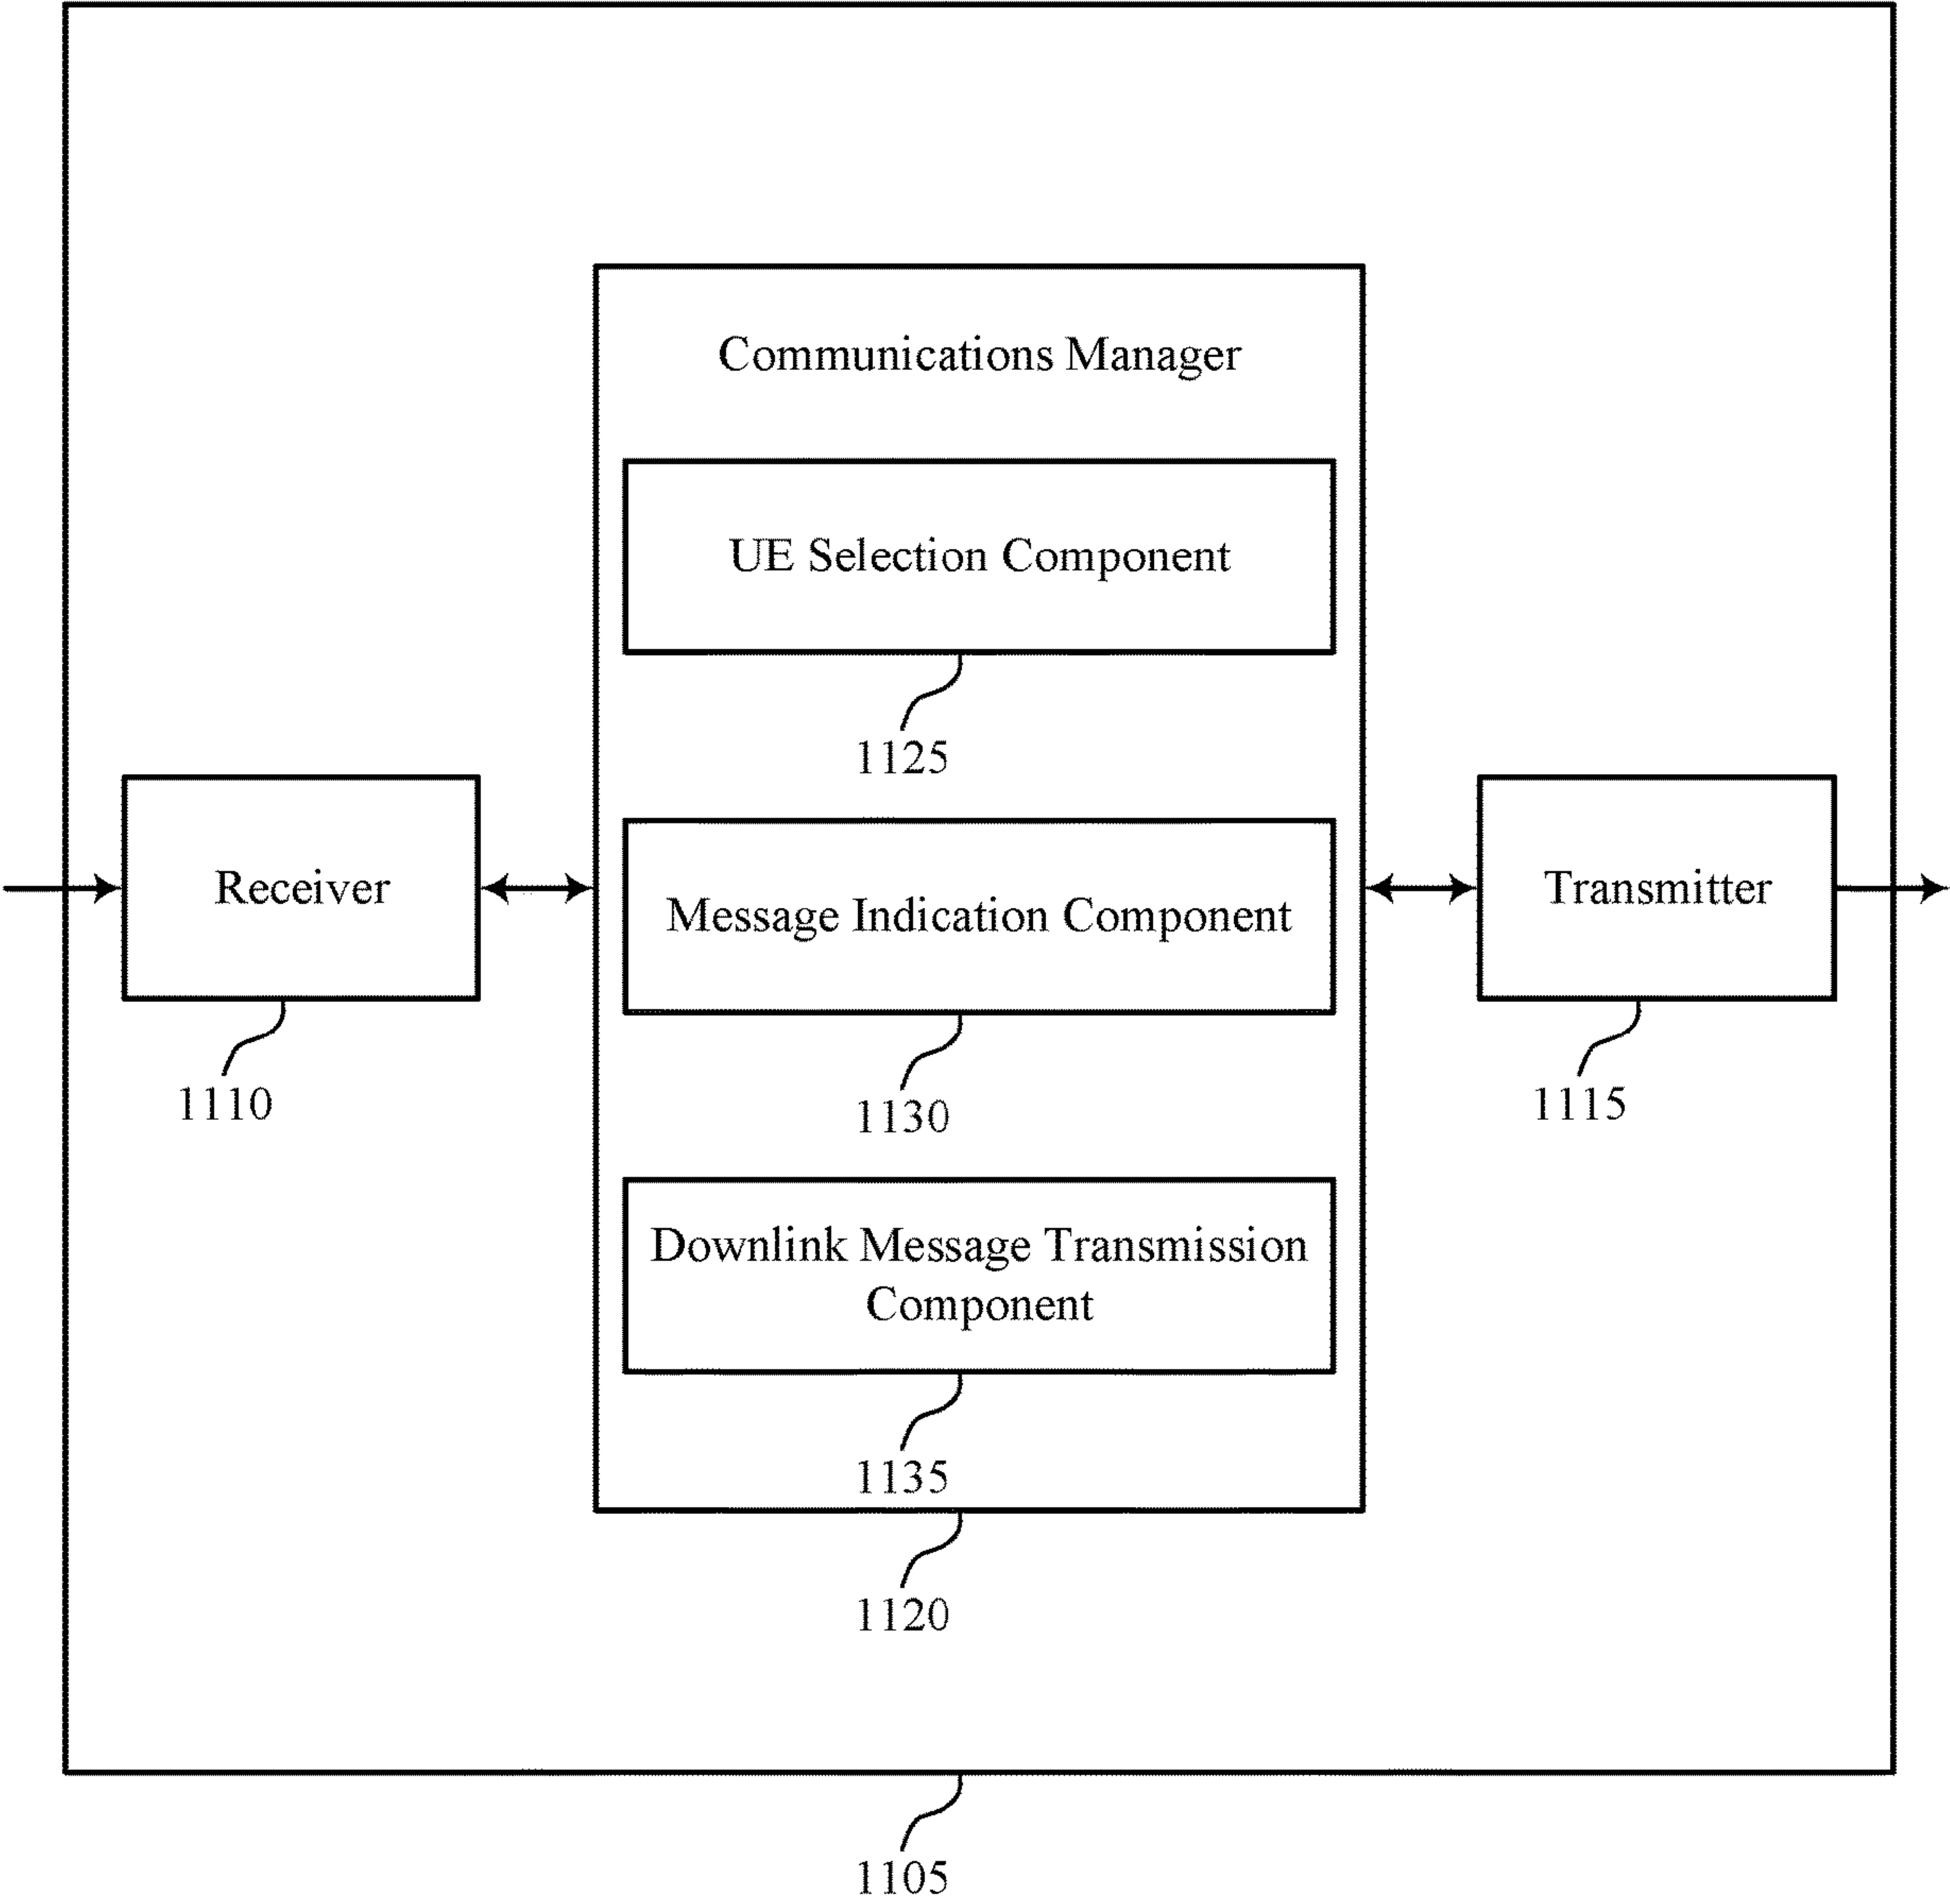 Communications Manager
UE Selection Component
1125
Receiver
1110
Message Indication Component
1130
Transmitter
1115
Downlink Message Transmission
Component
1135
1120
1105